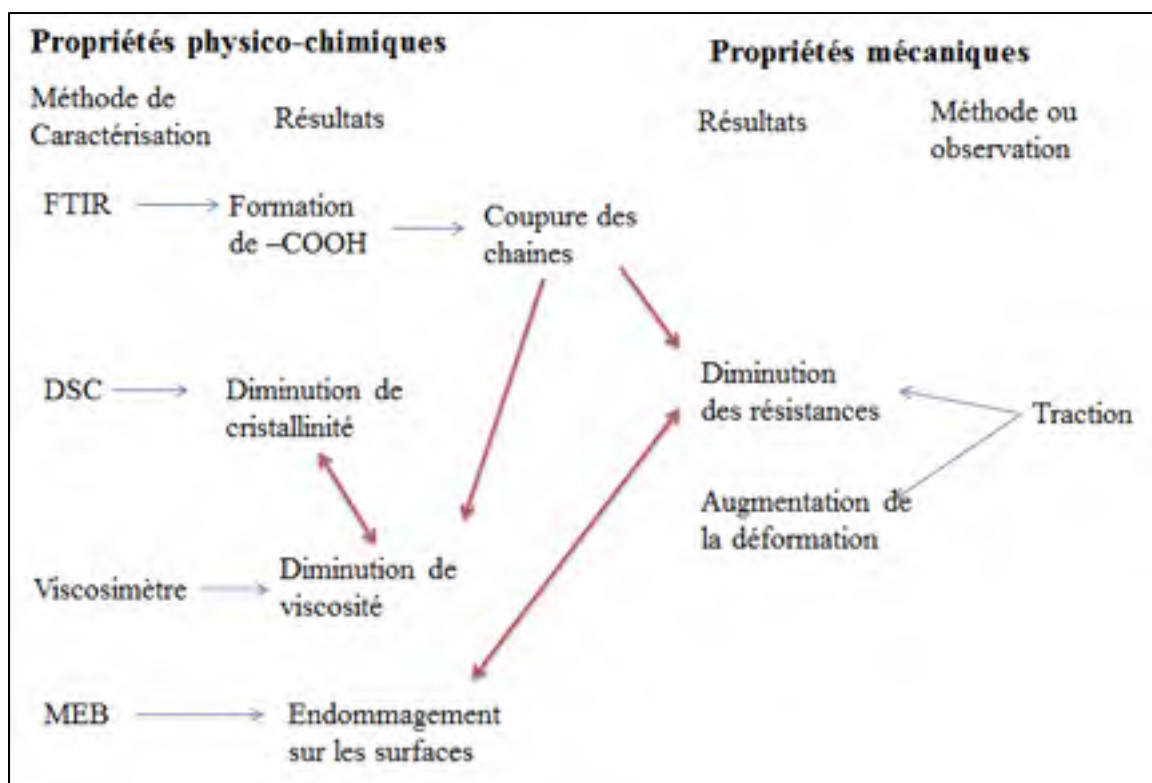 Propriétés physico-chimiques
Propriétés mécaniques
Méthode de
Caractérisation
Résultats
Résultats
Méthode ou
observation
FTIR
Formation
de –COOH
Coupure des
chaines
DSC
Diminution de
cristallinité
Diminution
des résistances
Traction
Augmentation de
la déformation
Viscosimètre
Diminution de
viscosité
MEB
Endommagement
sur les surfaces